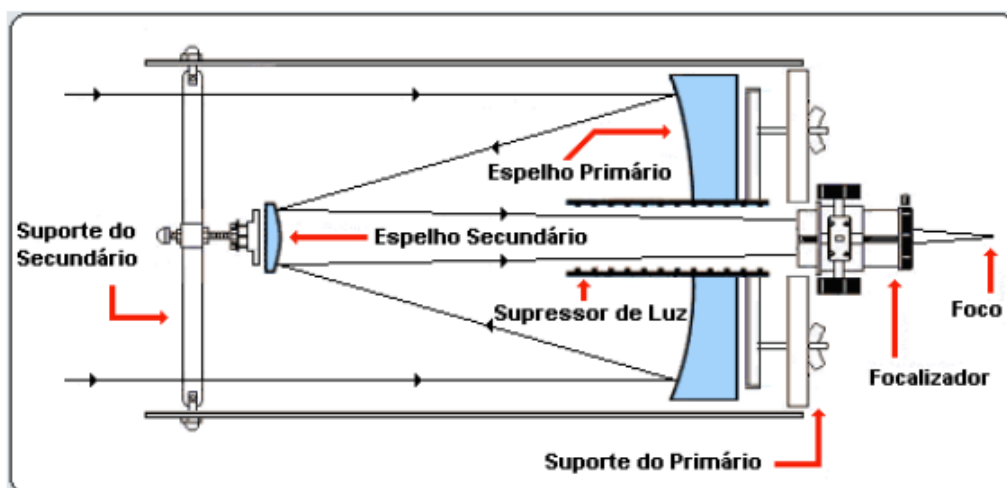 Espelho Primário
Suporte do
Secundário
Espelho Secundário
Supressor de Luz
Foco
Focalizador
Suporte do Primário